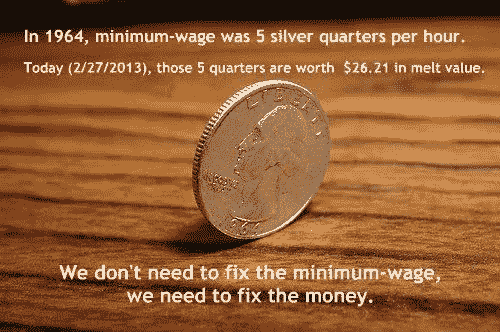 In 1964, minimum-wage was 5 silver quarters per hour.
Today (2/27/2013), those 5 quarters are worth $26.21 in melt value.
LIBERTY
We don't need to fix the minimum-wage,
we need to fix the money.